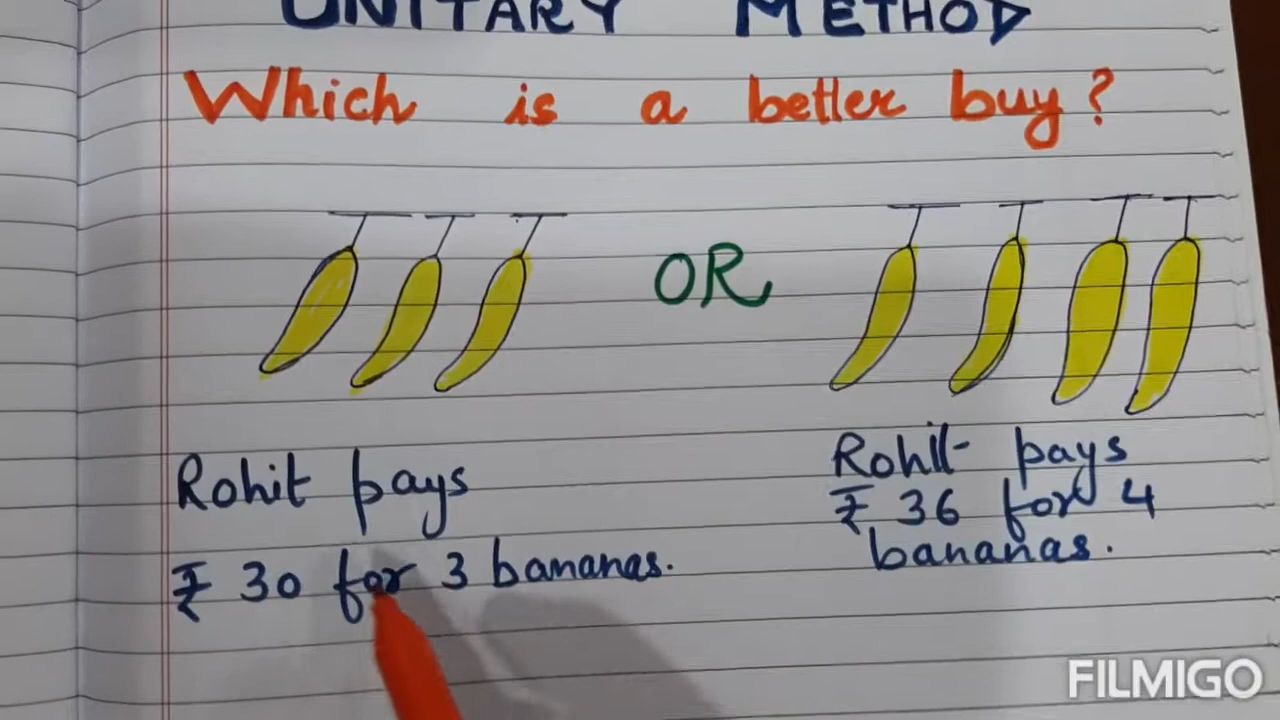 UNITARY METHOD
Which is a better buy?
OR
Rohit pays
₹ 30 for 3 bananas.
Rohit pays
₹ 36 for 4
bananas.
FILMIGO